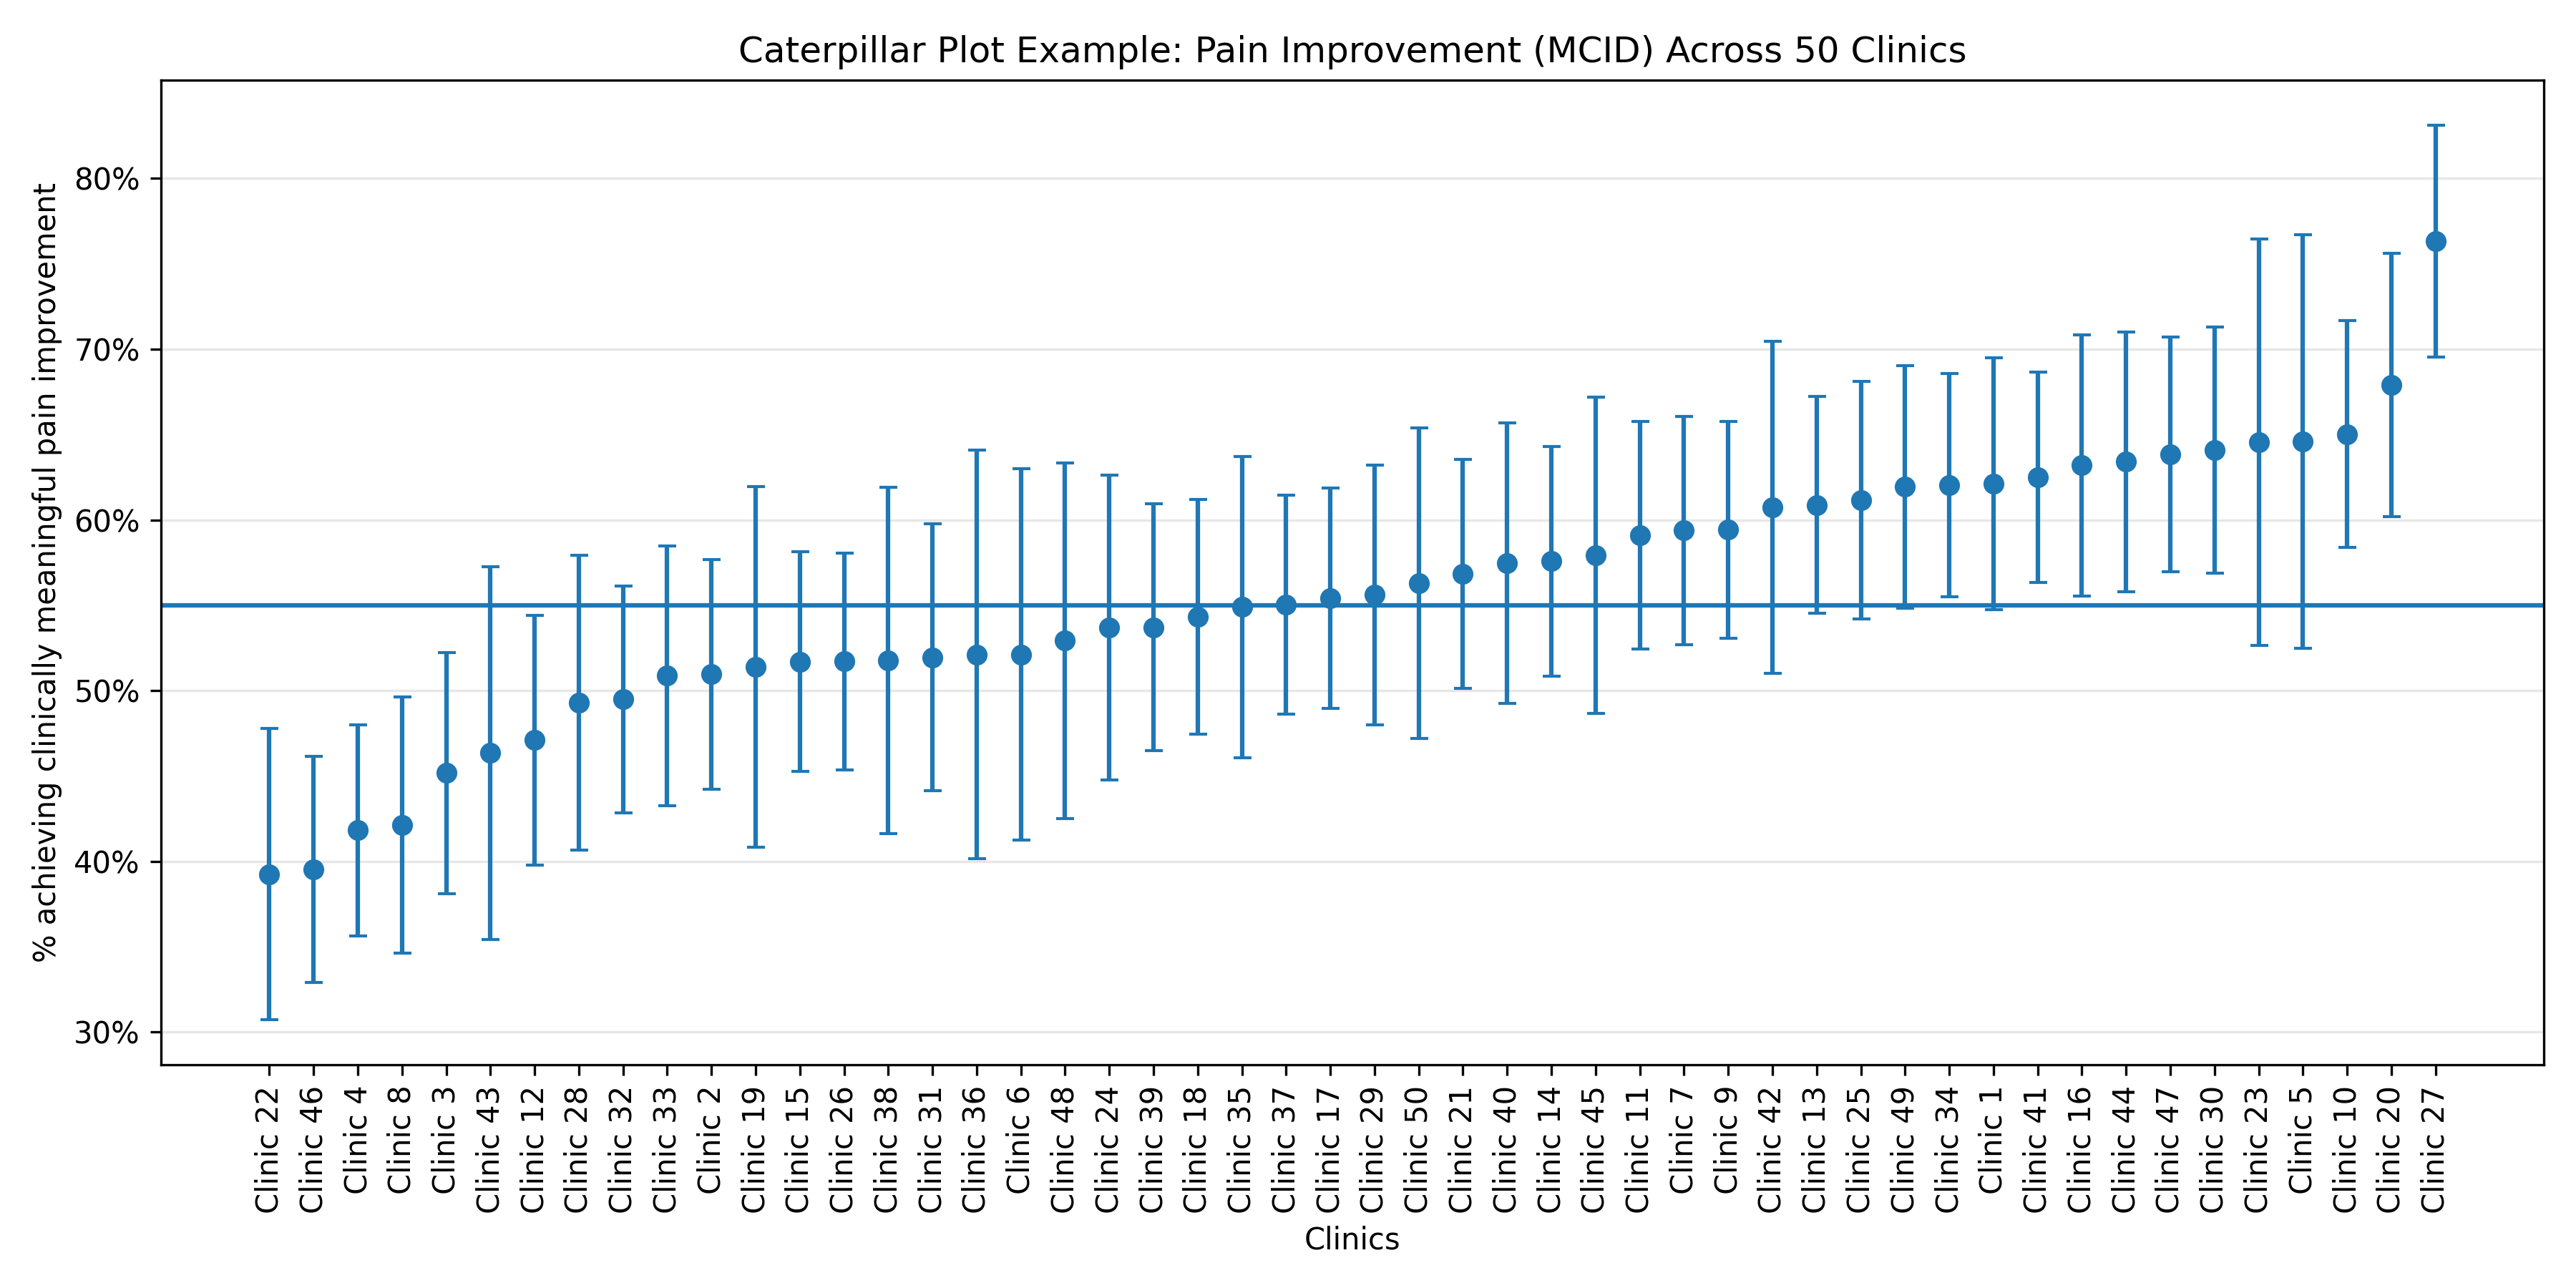 Caterpillar Plot Example: Pain Improvement (MCID) Across 50 Clinics
% achieving clinically meaningful pain improvement
80%
70%
60%
50%
40%
30%
Clinic 22
Clinic 46
Clinic 4
Clinic 8
Clinic 3
Clinic 43
Clinic 12
Clinic 28
Clinic 32
Clinic 33
Clinic 2
Clinic 19
Clinic 15
Clinic 26
Clinic 38
Clinic 31
Clinic 36
Clinic 6
Clinic 48
Clinic 24
Clinic 39
Clinic 18
Clinic 35
Clinic 37
Clinic 17
Clinic 29
Clinic 50
Clinic 21
Clinic 40
Clinic 14
Clinic 45
Clinic 11
Clinic 7
Clinic 9
Clinic 42
Clinic 13
Clinic 25
Clinic 49
Clinic 34
Clinic 1
Clinic 41
Clinic 16
Clinic 44
Clinic 47
Clinic 30
Clinic 23
Clinic 5
Clinic 10
Clinic 20
Clinic 27
Clinics